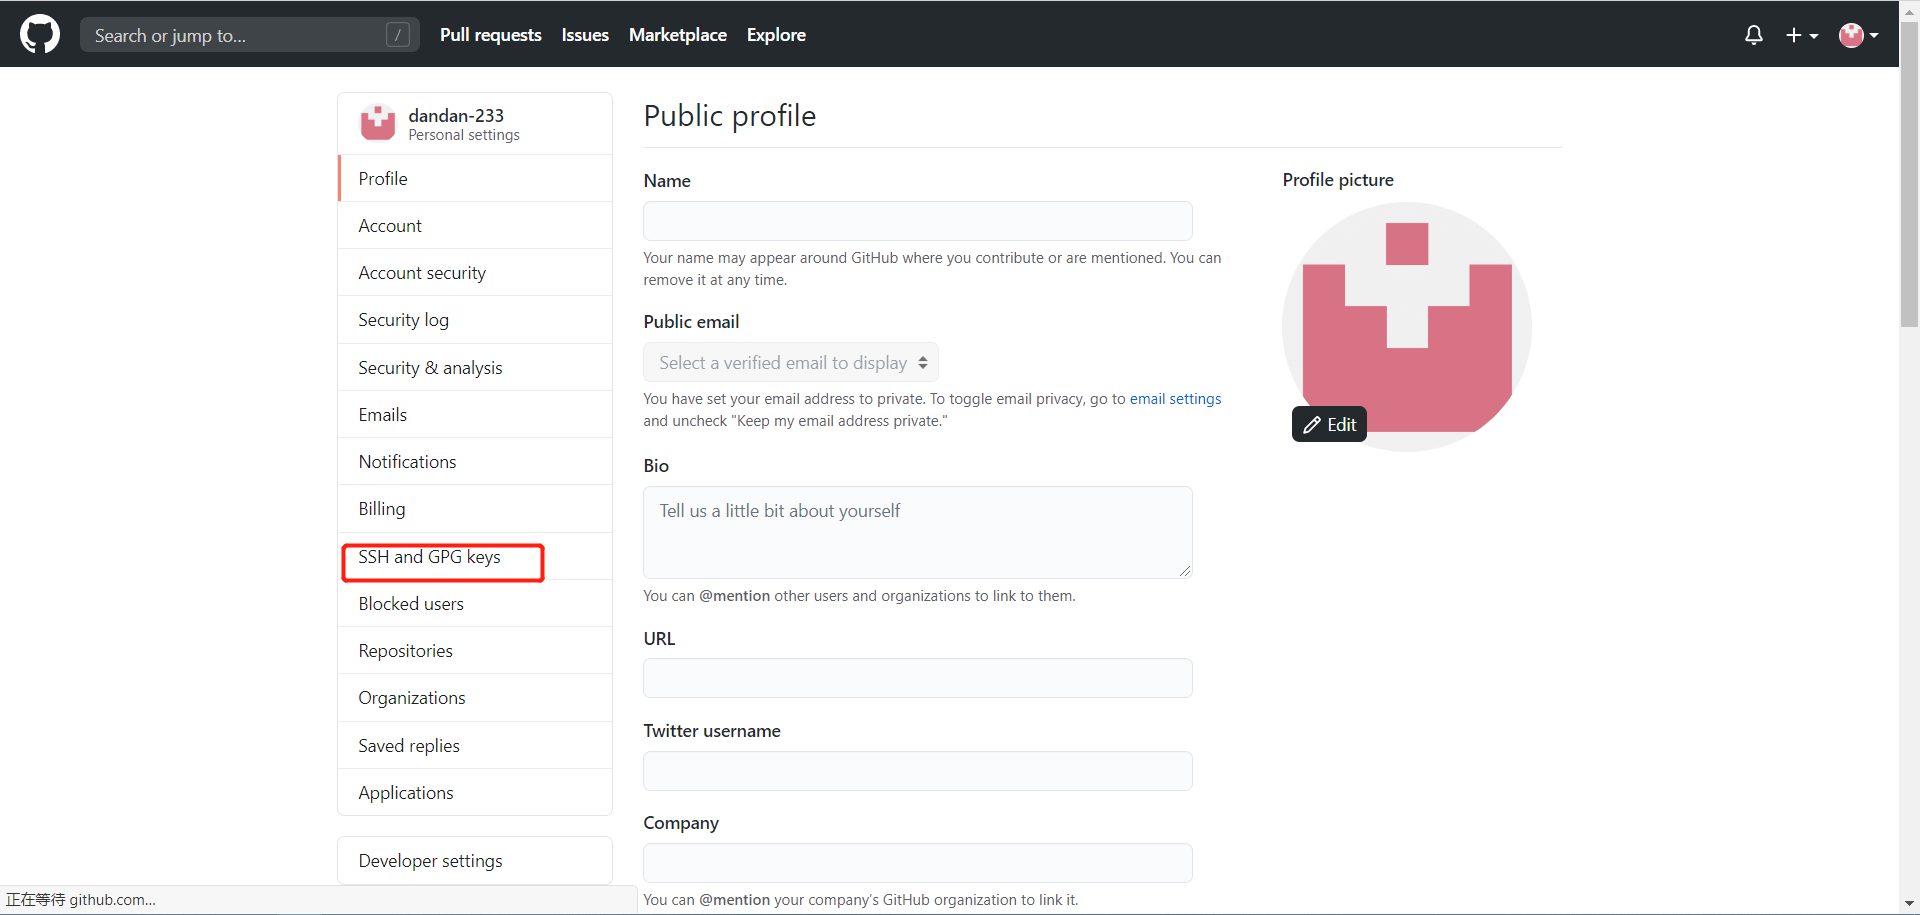 Search or jump to...
/
Pull requests
Issues
Marketplace
Explore
dandan-233
Personal settings
Profile
Account
Account security
Security log
Security & analysis
Emails
Notifications
Billing
SSH and GPG keys
Blocked users
Repositories
Organizations
Saved replies
Applications
Developer settings
Public profile
Name
Your name may appear around GitHub where you contribute or are mentioned. You can
remove it at any time.
Public email
Select a verified email to display
You have set your email address to private. To toggle email privacy, go to email settings
and uncheck "Keep my email address private."
Bio
Tell us a little bit about yourself
You can @mention other users and organizations to link to them.
URL
Twitter username
Company
You can @mention your company's GitHub organization to link it.
Profile picture
Edit
正在等待 github.com...